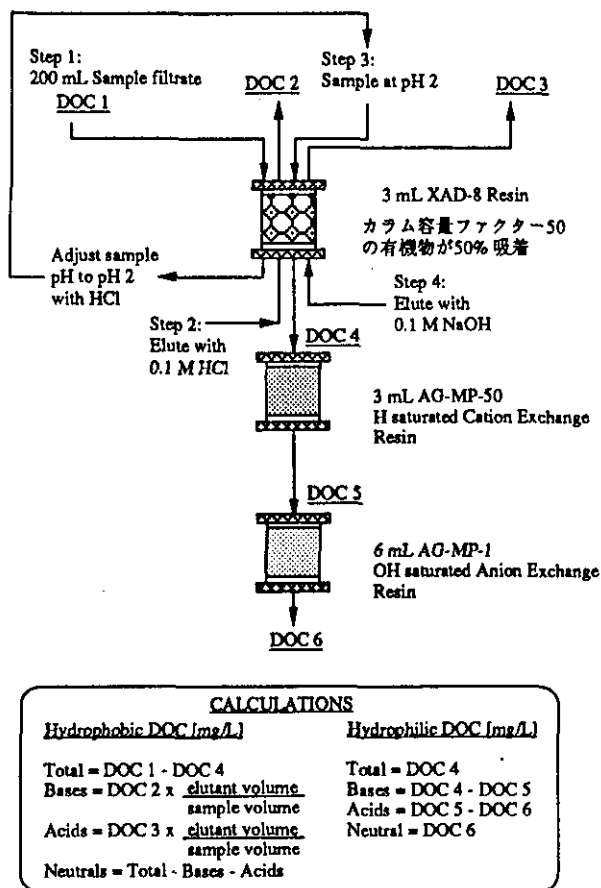 Step 1:
200 mL Sample filtrate
DOC 1
DOC 2
Step 3:
Sample at pH 2
DOC 3
3 mL XAD-8 Resin
カラム容量ファクター50
の有機物が50% 吸着
Adjust sample
pH to pH 2
with HCl
Step 2:
Elute with
0.1 M HCl
Step 4:
Elute with
0.1 M NaOH
DOC 4
3 mL AG-MP-50
H saturated Cation Exchange
Resin
DOC 5
6 mL AG-MP-1
OH saturated Anion Exchange
Resin
DOC 6
CALCULATIONS
Hydrophobic DOC [mg/L]
Total = DOC 1 - DOC 4
Bases = DOC 2 x elutant volume
sample volume
Acids = DOC 3 x elutant volume
sample volume
Neutrals = Total - Bases - Acids
Hydrophilic DOC [mg/L]
Total = DOC 4
Bases = DOC 4 - DOC 5
Acids = DOC 5 - DOC 6
Neutral = DOC 6